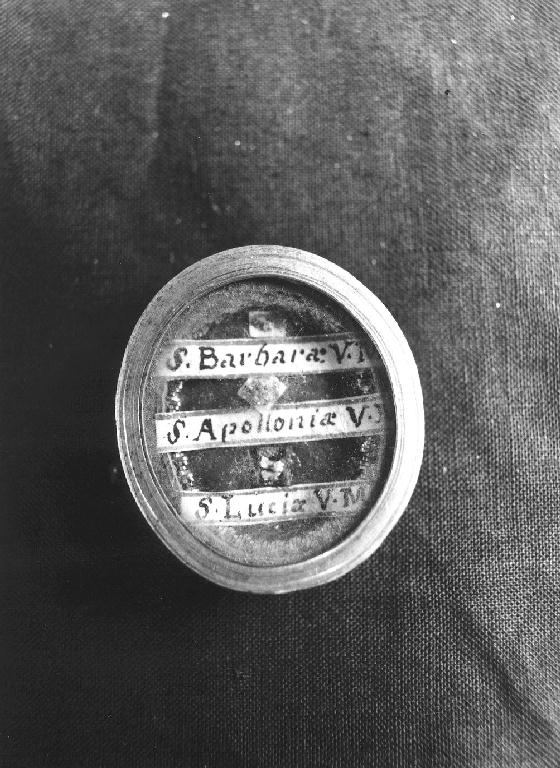 S. Barbaræ V.
S. Apolloniæ V.
S. Luciæ V. M